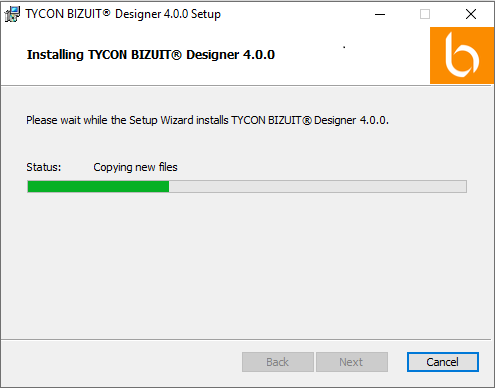 TYCON BIZUIT® Designer 4.0.0 Setup
Installing TYCON BIZUIT® Designer 4.0.0
Please wait while the Setup Wizard installs TYCON BIZUIT® Designer 4.0.0.
Status: Copying new files
Back Next Cancel